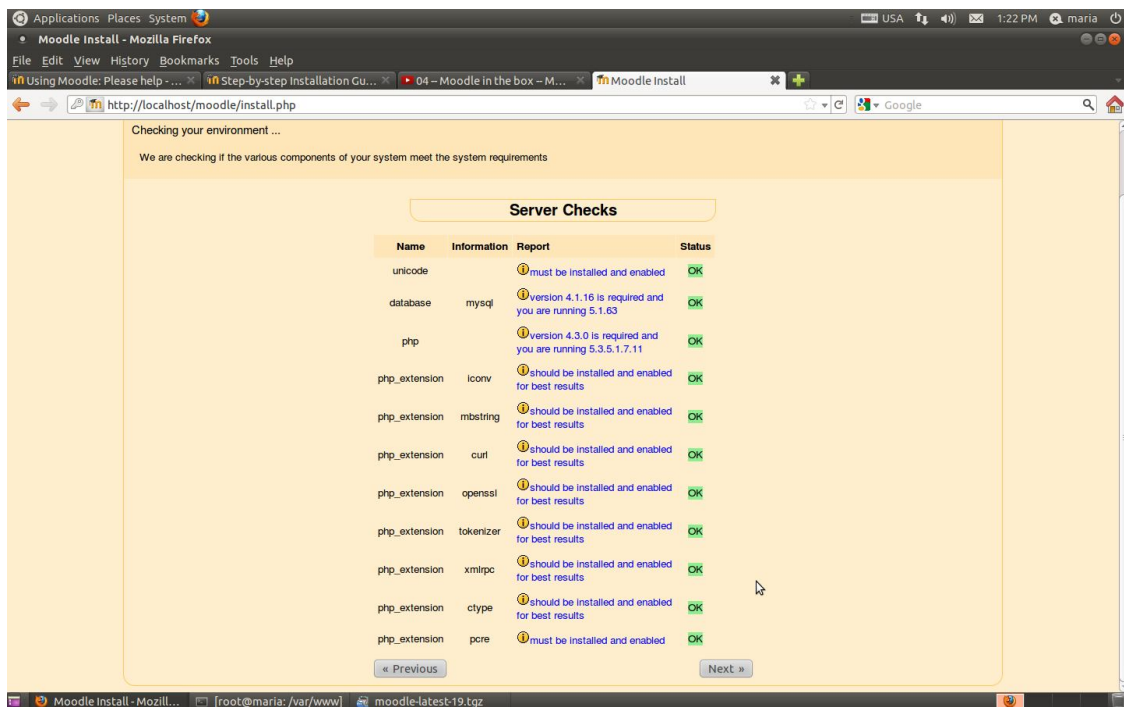 Applications Places System USA 1:22 PM maria
Moodle Install - Mozilla Firefox
File Edit View History Bookmarks Tools Help
Using Moodle: Please help - ... Step-by-step Installation Gu... 04 – Moodle in the box – M... Moodle Install
http://localhost/moodle/install.php Google
Checking your environment ...
We are checking if the various components of your system meet the system requirements
Server Checks
Name Information Report Status
unicode must be installed and enabled OK
database mysql version 4.1.16 is required and
you are running 5.1.63 OK
php version 4.3.0 is required and
you are running 5.3.5.1.7.11 OK
php_extension iconv should be installed and enabled
for best results OK
php_extension mbstring should be installed and enabled
for best results OK
php_extension curl should be installed and enabled
for best results OK
php_extension openssl should be installed and enabled
for best results OK
php_extension tokenizer should be installed and enabled
for best results OK
php_extension xmlrpc should be installed and enabled
for best results OK
php_extension ctype should be installed and enabled
for best results OK
php_extension pcre must be installed and enabled OK
« Previous Next »
Moodle Install - Mozill... [root@maria: /var/www] moodle-latest-19.tgz